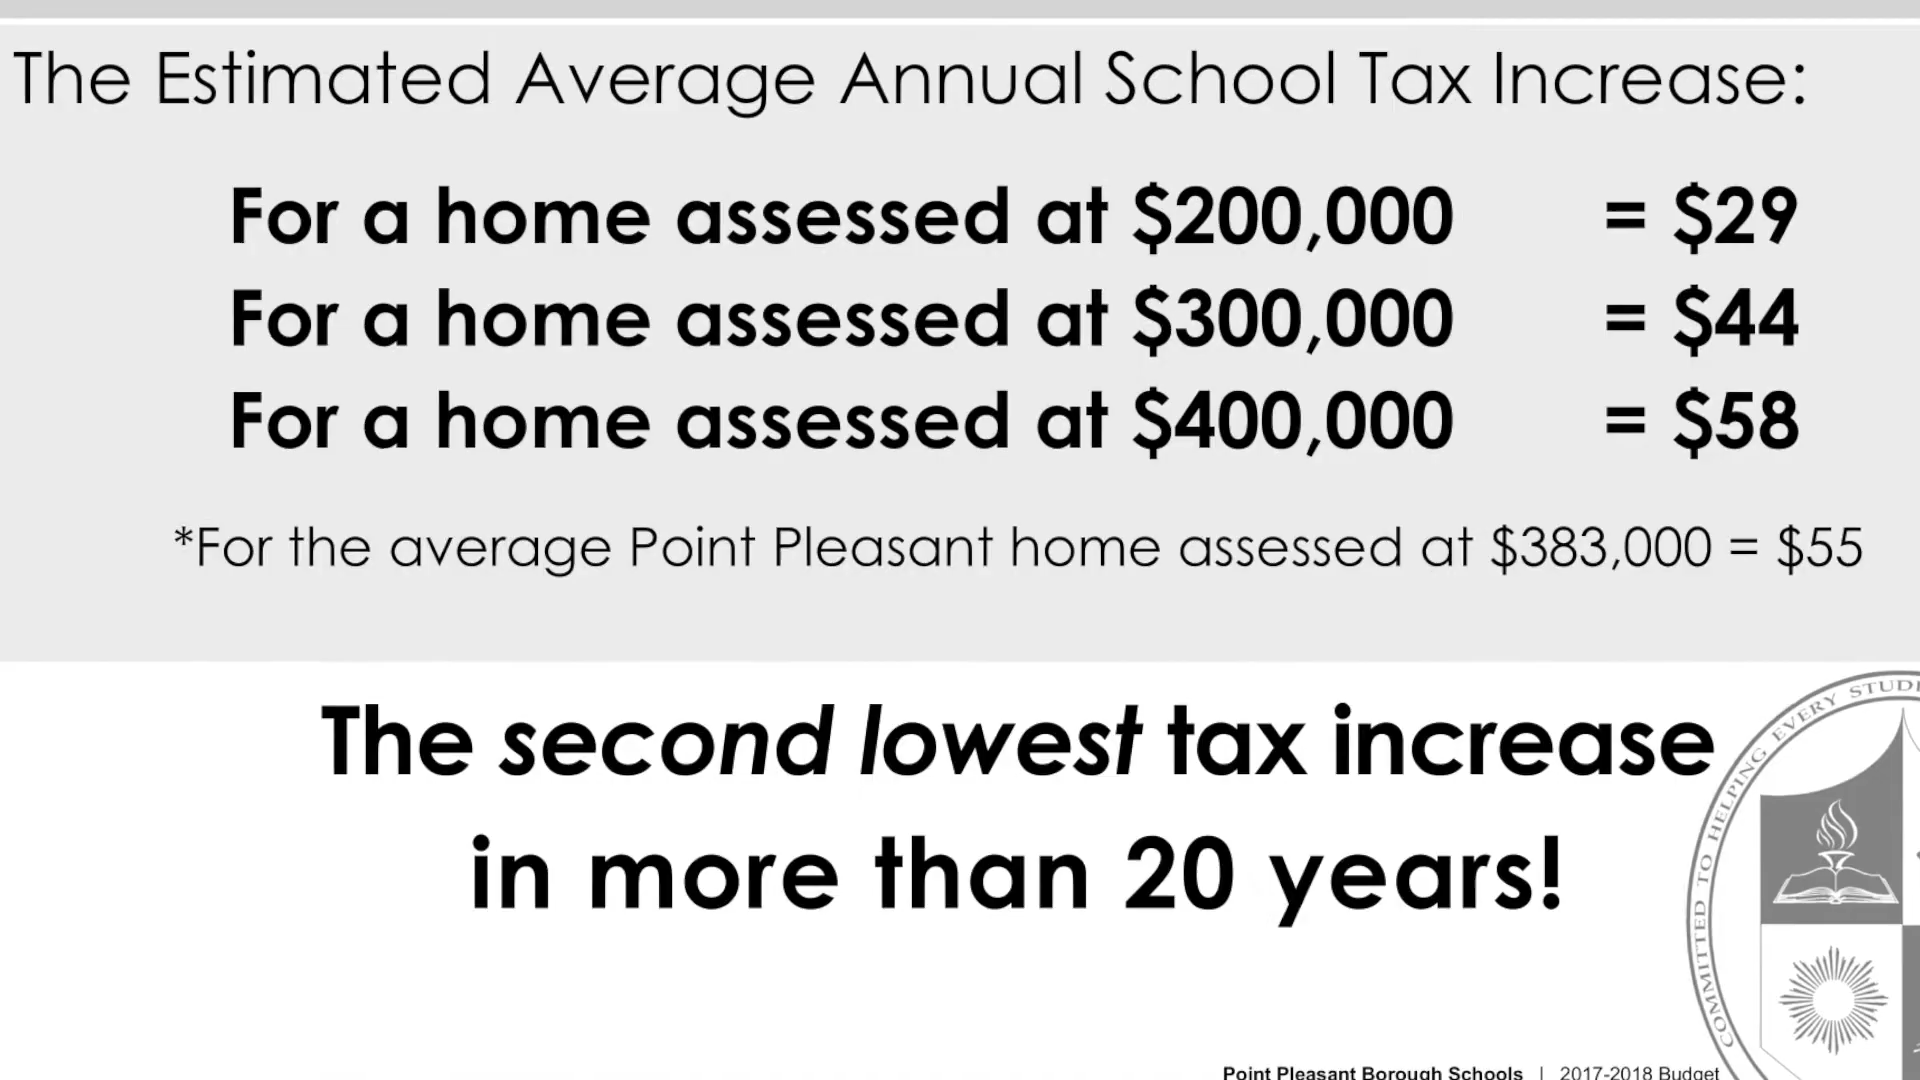 The Estimated Average Annual School Tax Increase:
For a home assessed at $200,000 = $29
For a home assessed at $300,000 = $44
For a home assessed at $400,000 = $58
*For the average Point Pleasant home assessed at $383,000 = $55
The second lowest tax increase
in more than 20 years!
COMMITTED TO HELPING EVERY
Point Pleasant Borough Schools | 2017-2018 Budget